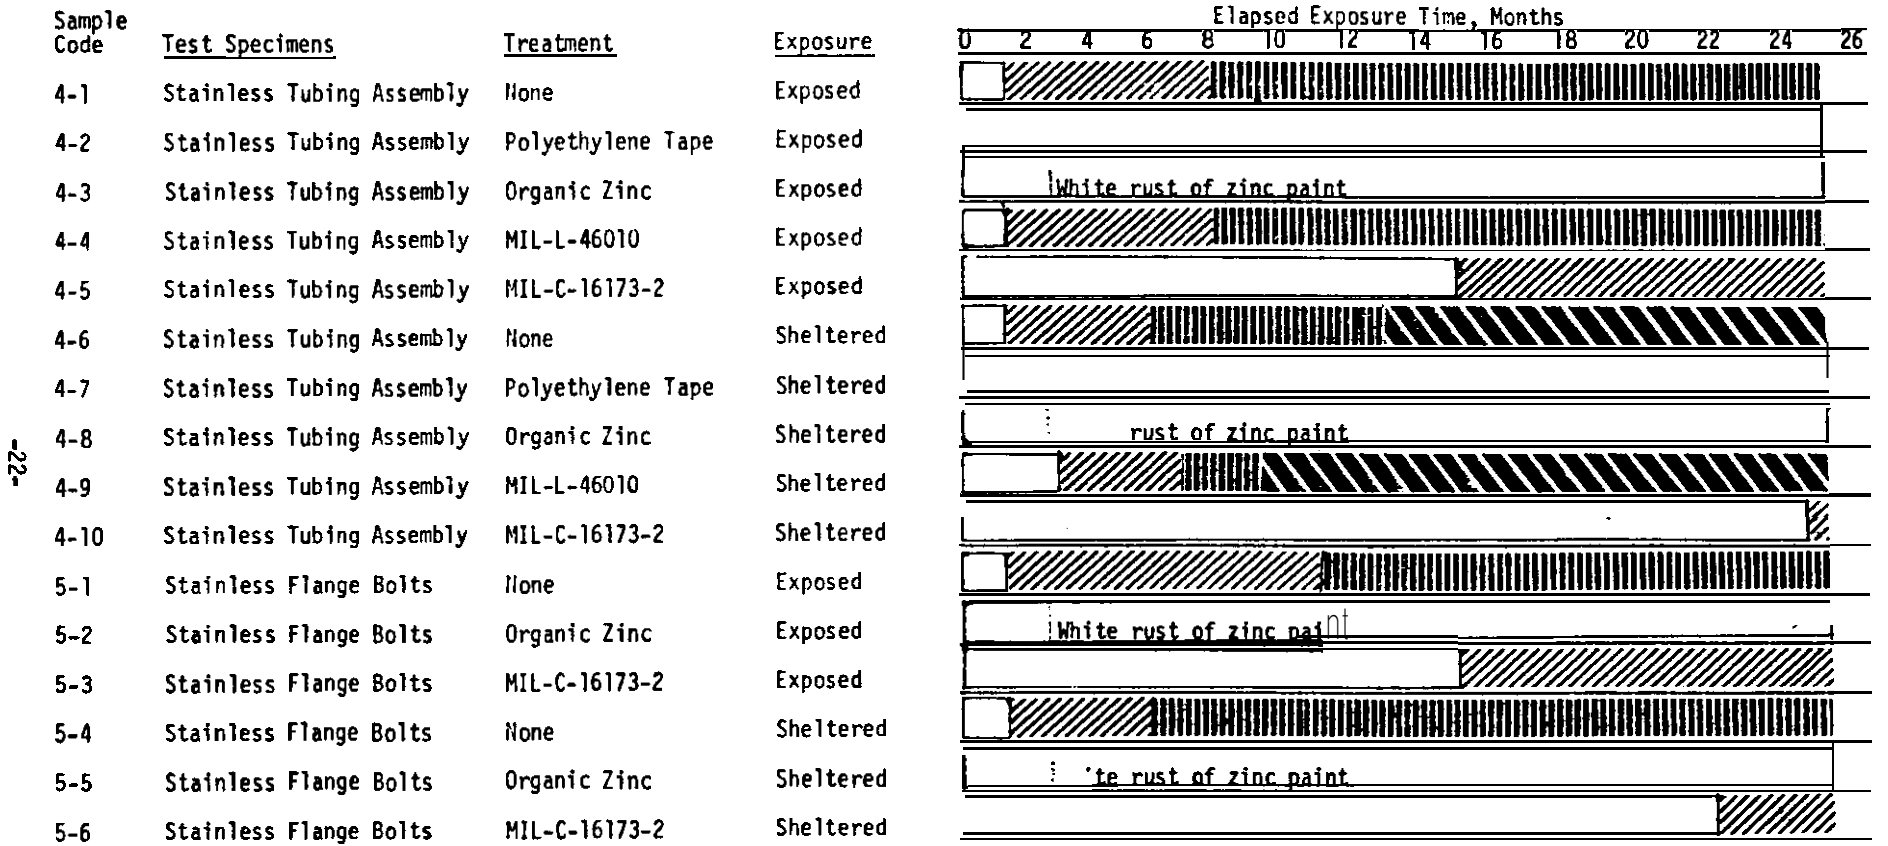 Elapsed Exposure Time, Months
Sample
Code Test Specimens Treatment Exposure 0 2 4 6 8 10 12 14 16 18 20 22 24 26
4-1 Stainless Tubing Assembly None Exposed
4-2 Stainless Tubing Assembly Polyethylene Tape Exposed
4-3 Stainless Tubing Assembly Organic Zinc Exposed White rust of zinc paint
4-4 Stainless Tubing Assembly MIL-L-46010 Exposed
4-5 Stainless Tubing Assembly MIL-C-16173-2 Exposed
4-6 Stainless Tubing Assembly None Sheltered
4-7 Stainless Tubing Assembly Polyethylene Tape Sheltered
4-8 Stainless Tubing Assembly Organic Zinc Sheltered rust of zinc paint
4-9 Stainless Tubing Assembly MIL-L-46010 Sheltered
4-10 Stainless Tubing Assembly MIL-C-16173-2 Sheltered
5-1 Stainless Flange Bolts None Exposed
5-2 Stainless Flange Bolts Organic Zinc Exposed White rust of zinc paint
5-3 Stainless Flange Bolts MIL-C-16173-2 Exposed
5-4 Stainless Flange Bolts None Sheltered
5-5 Stainless Flange Bolts Organic Zinc Sheltered te rust of zinc paint
5-6 Stainless Flange Bolts MIL-C-16173-2 Sheltered
-22-